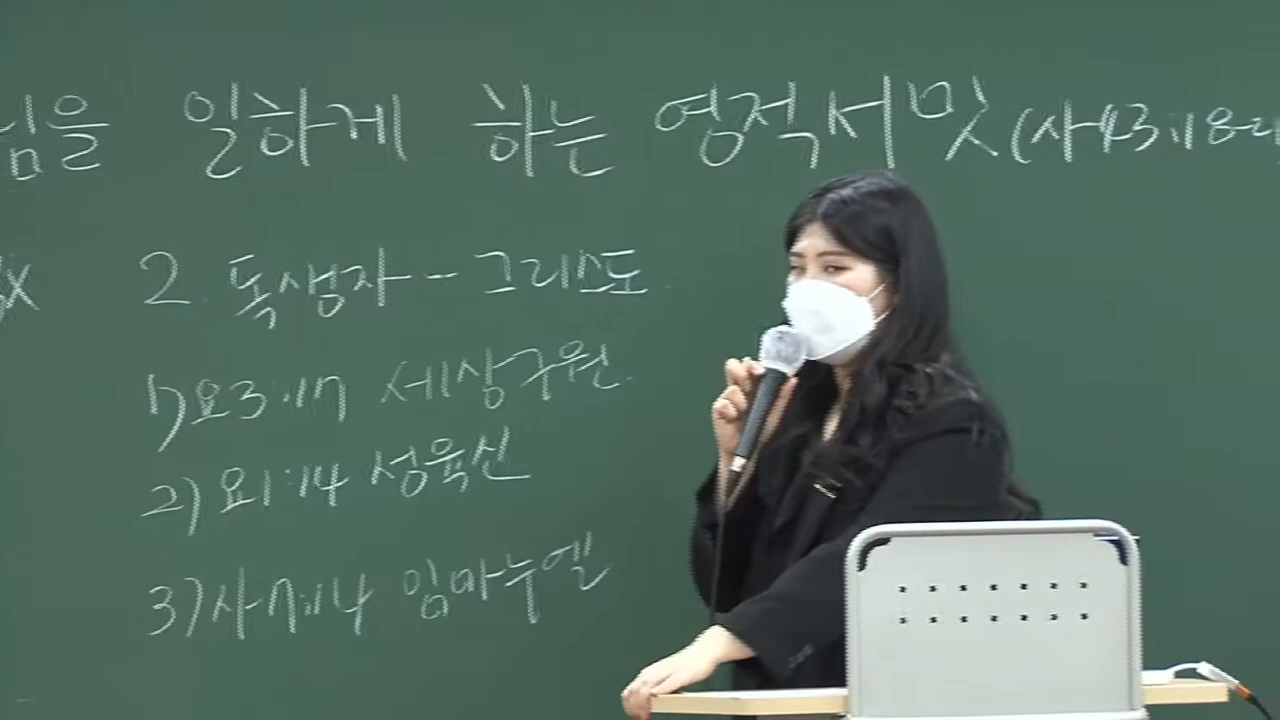 님을 일하게 하는 영적서밋 (사43:18-2
2. 독생자 - 그리스도
1) 요3:17 세상구원.
2) 요1:14 성육신
3) 사7:14 임마누엘